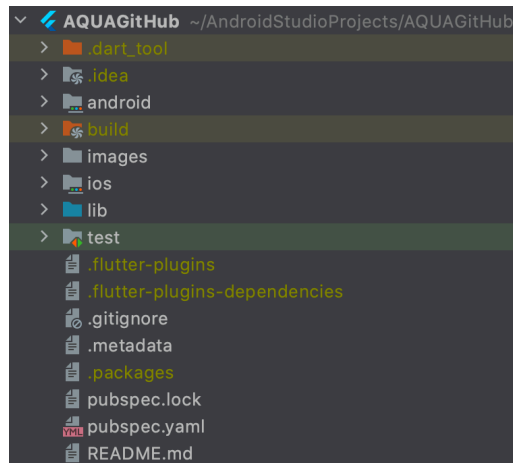 AQUAGitHub ~/AndroidStudioProjects/AQUAGitHub
.dart_tool
.idea
android
build
images
ios
lib
test
.flutter-plugins
.flutter-plugins-dependencies
.gitignore
.metadata
.packages
pubspec.lock
YML pubspec.yaml
README.md